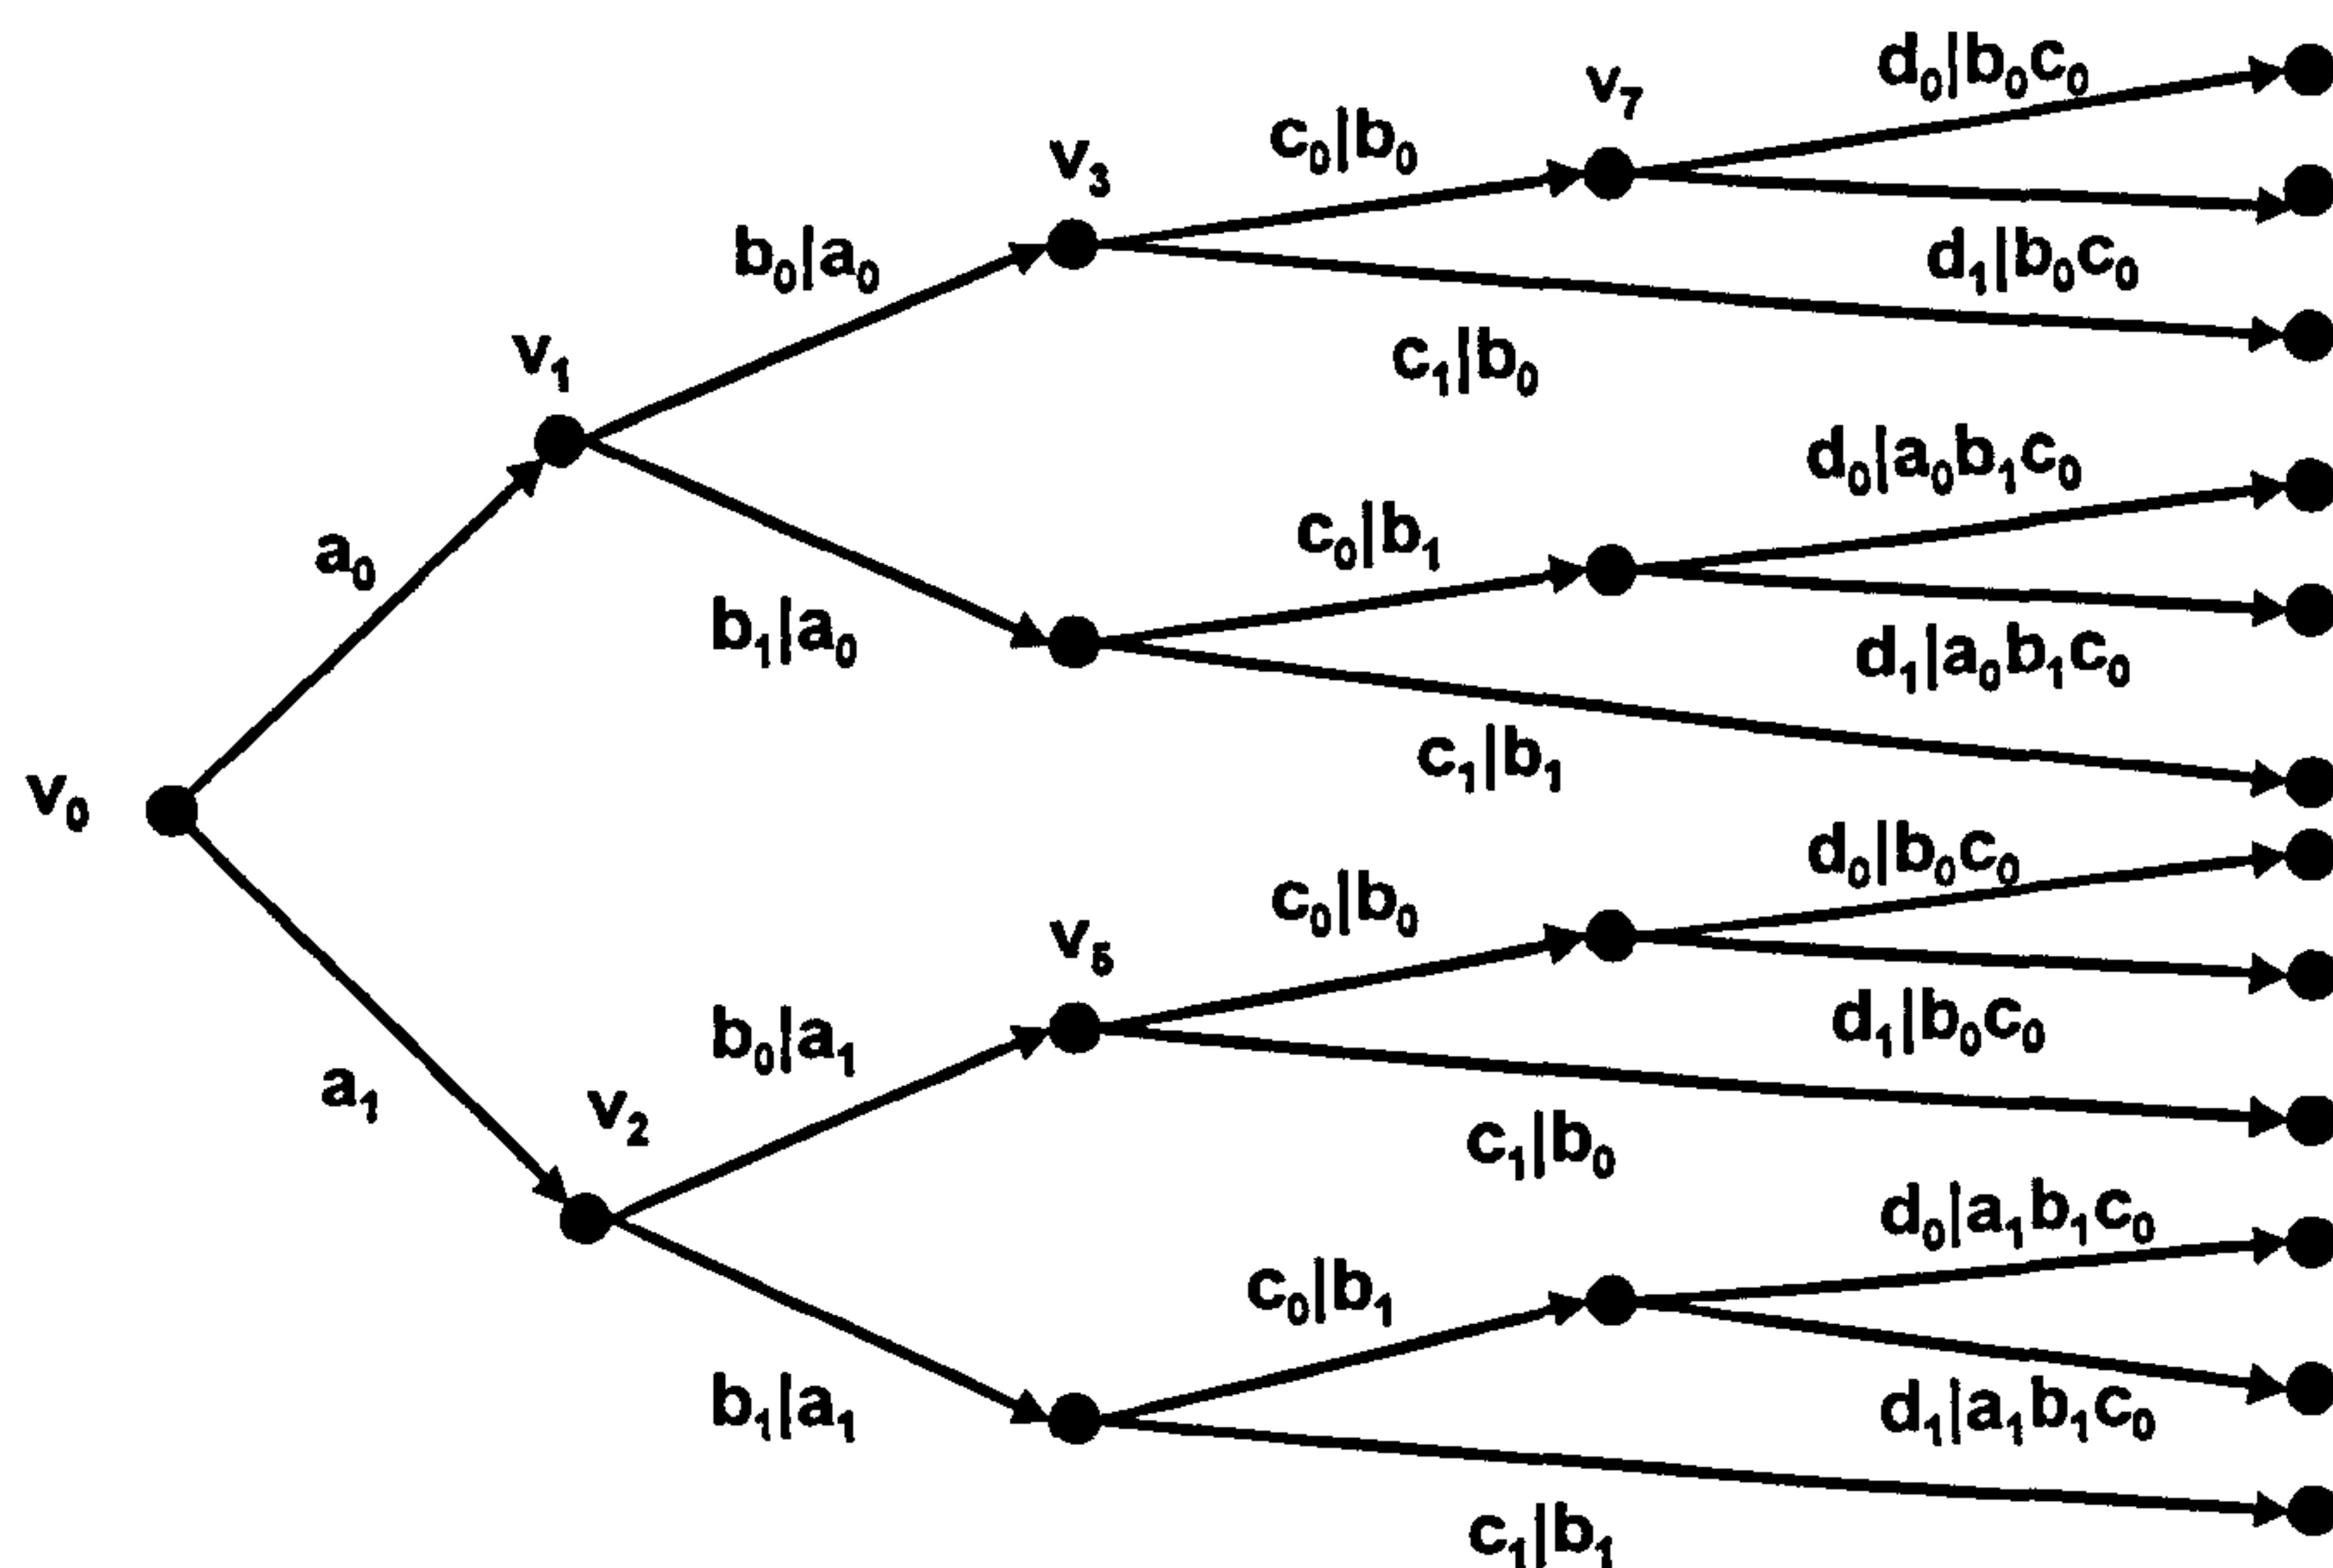 d₀|b₀c₀
v₇
c₀|b₀
v₃
b₀|a₀
d₁|b₀c₀
v₁
c₁|b₀
d₀|a₀b₁c₀
c₀|b₁
a₀
b₁|a₀
d₁|a₀b₁c₀
c₁|b₁
v₀
d₀|b₀c₀
c₀|b₀
v₅
d₁|b₀c₀
b₀|a₁
a₁
v₂
c₁|b₀
d₀|a₁b₁c₀
c₀|b₁
b₁|a₁
d₁|a₁b₁c₀
c₁|b₁